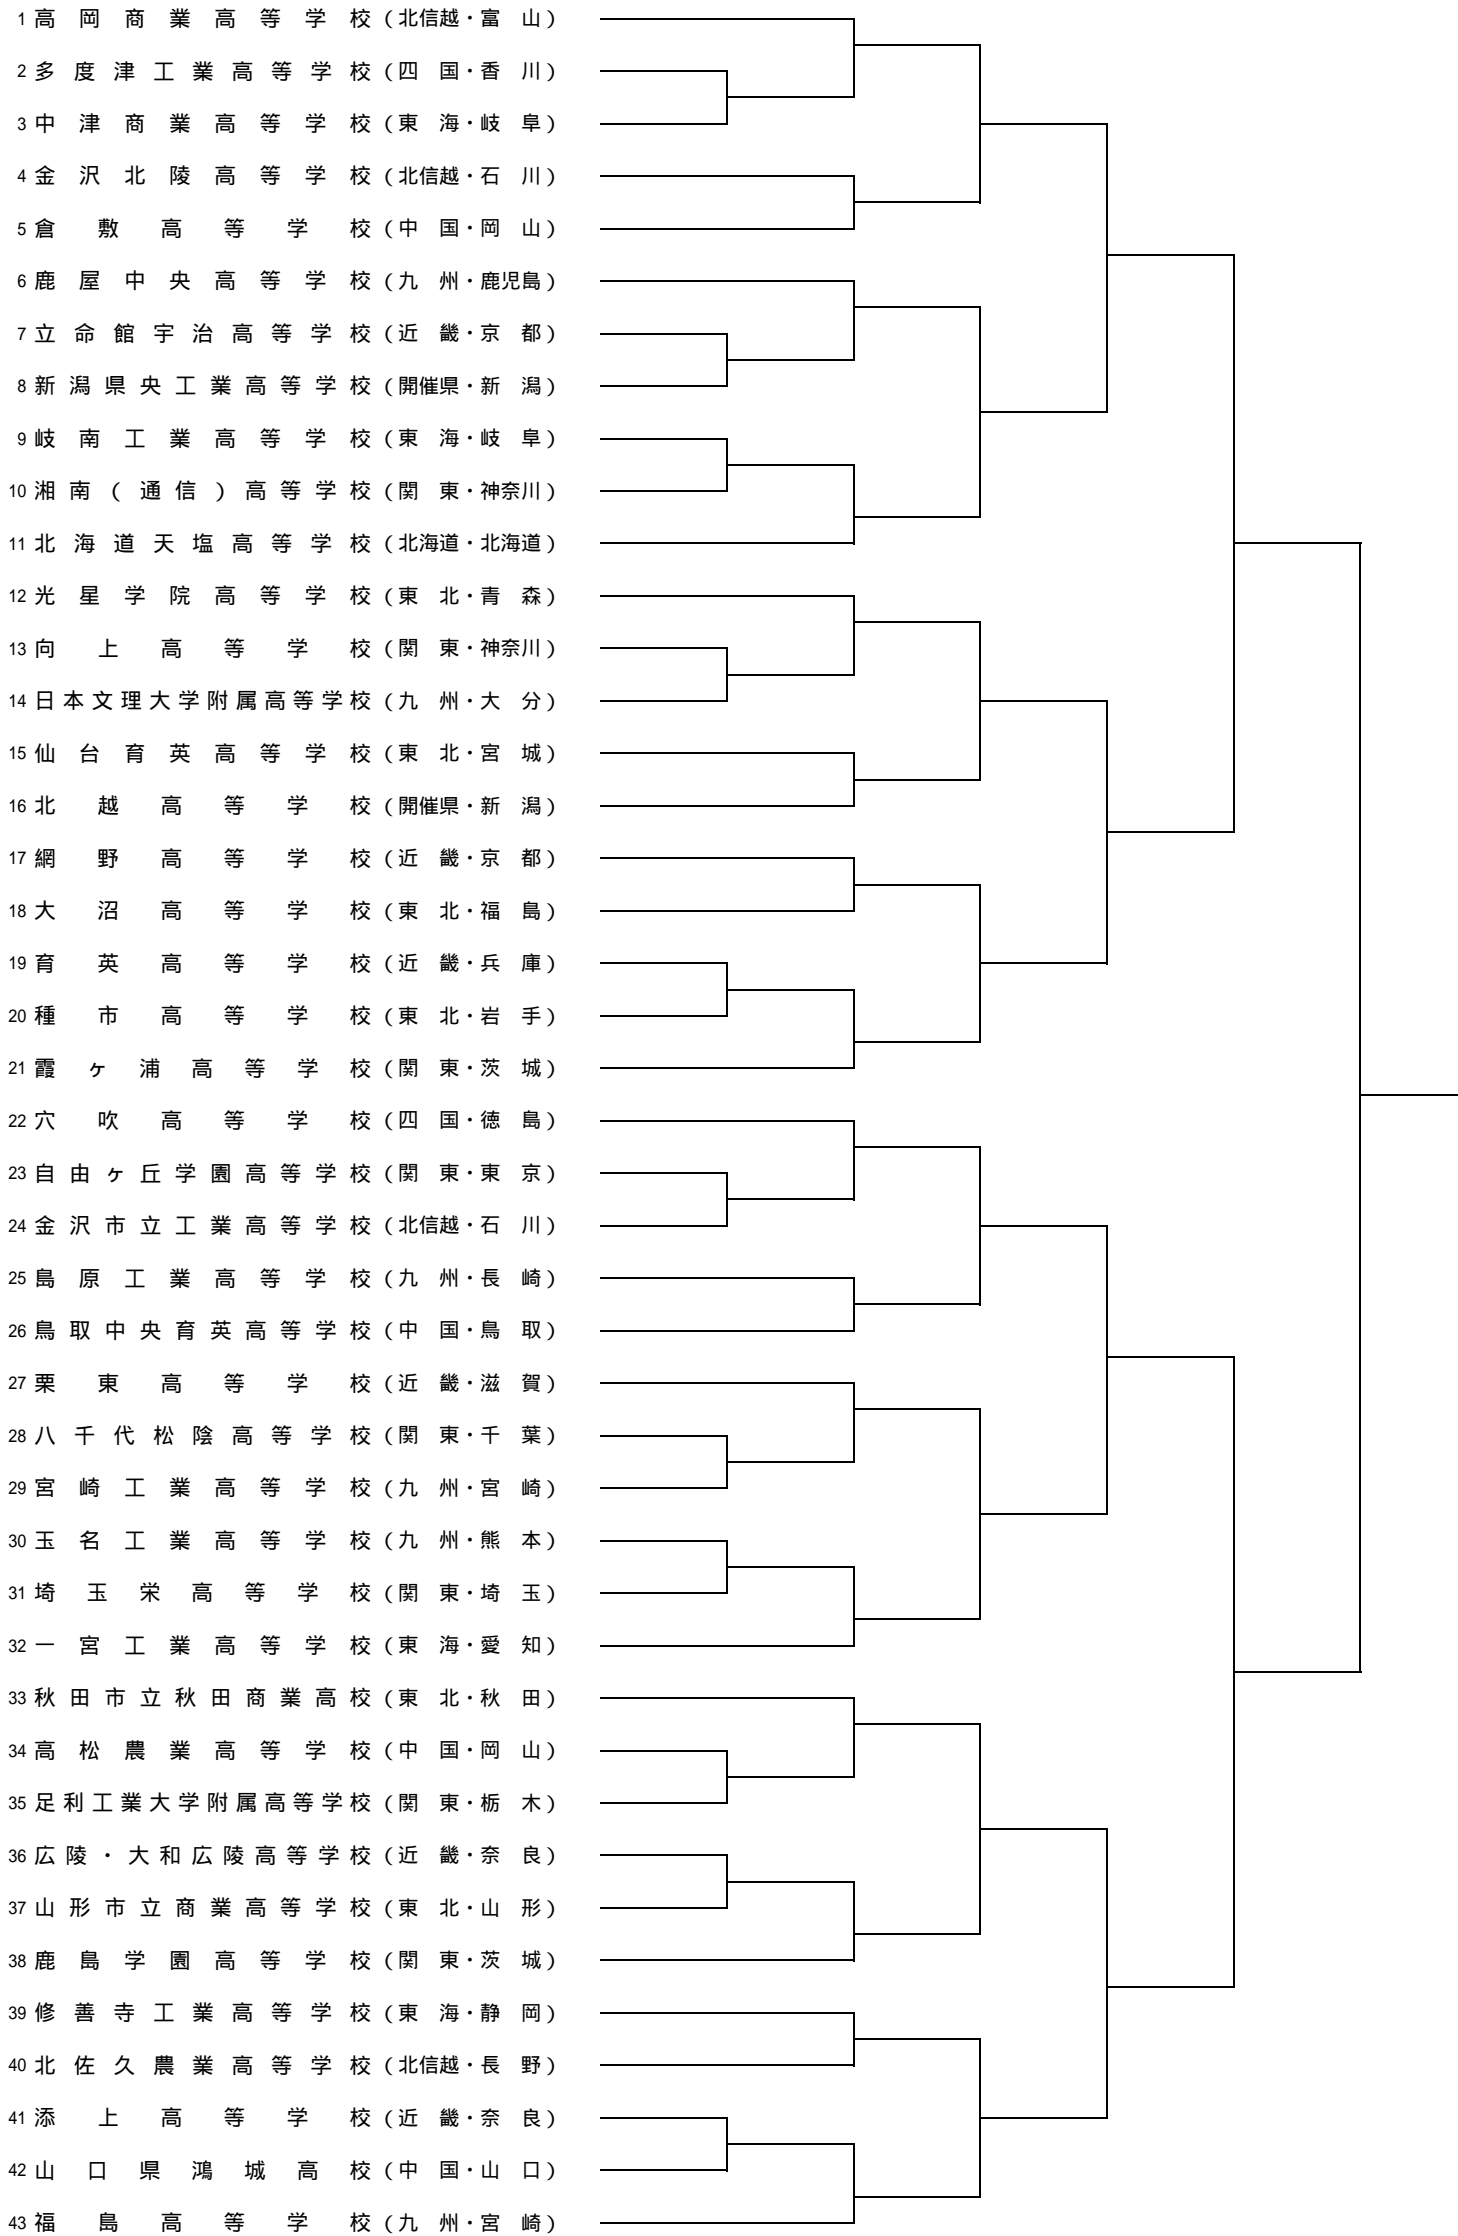 1 高岡商業高等学校(北信越・富山)
2 多度津工業高等学校(四国・香川)
3 中津商業高等学校(東海・岐阜)
4 金沢北陵高等学校(北信越・石川)
5 倉敷高等学校(中国・岡山)
6 鹿屋中央高等学校(九州・鹿児島)
7 立命館宇治高等学校(近畿・京都)
8 新潟県央工業高等学校(開催県・新潟)
9 岐南工業高等学校(東海・岐阜)
10 湘南(通信)高等学校(関東・神奈川)
11 北海道天塩高等学校(北海道・北海道)
12 光星学院高等学校(東北・青森)
13 向上高等学校(関東・神奈川)
14 日本文理大学附属高等学校(九州・大分)
15 仙台育英高等学校(東北・宮城)
16 北越高等学校(開催県・新潟)
17 網野高等学校(近畿・京都)
18 大沼高等学校(東北・福島)
19 育英高等学校(近畿・兵庫)
20 種市高等学校(東北・岩手)
21 霞ヶ浦高等学校(関東・茨城)
22 穴吹高等学校(四国・徳島)
23 自由ヶ丘学園高等学校(関東・東京)
24 金沢市立工業高等学校(北信越・石川)
25 島原工業高等学校(九州・長崎)
26 鳥取中央育英高等学校(中国・鳥取)
27 栗東高等学校(近畿・滋賀)
28 八千代松陰高等学校(関東・千葉)
29 宮崎工業高等学校(九州・宮崎)
30 玉名工業高等学校(九州・熊本)
31 埼玉栄高等学校(関東・埼玉)
32 一宮工業高等学校(東海・愛知)
33 秋田市立秋田商業高校(東北・秋田)
34 高松農業高等学校(中国・岡山)
35 足利工業大学附属高等学校(関東・栃木)
36 広陵・大和広陵高等学校(近畿・奈良)
37 山形市立商業高等学校(東北・山形)
38 鹿島学園高等学校(関東・茨城)
39 修善寺工業高等学校(東海・静岡)
40 北佐久農業高等学校(北信越・長野)
41 添上高等学校(近畿・奈良)
42 山口県鴻城高校(中国・山口)
43 福島高等学校(九州・宮崎)